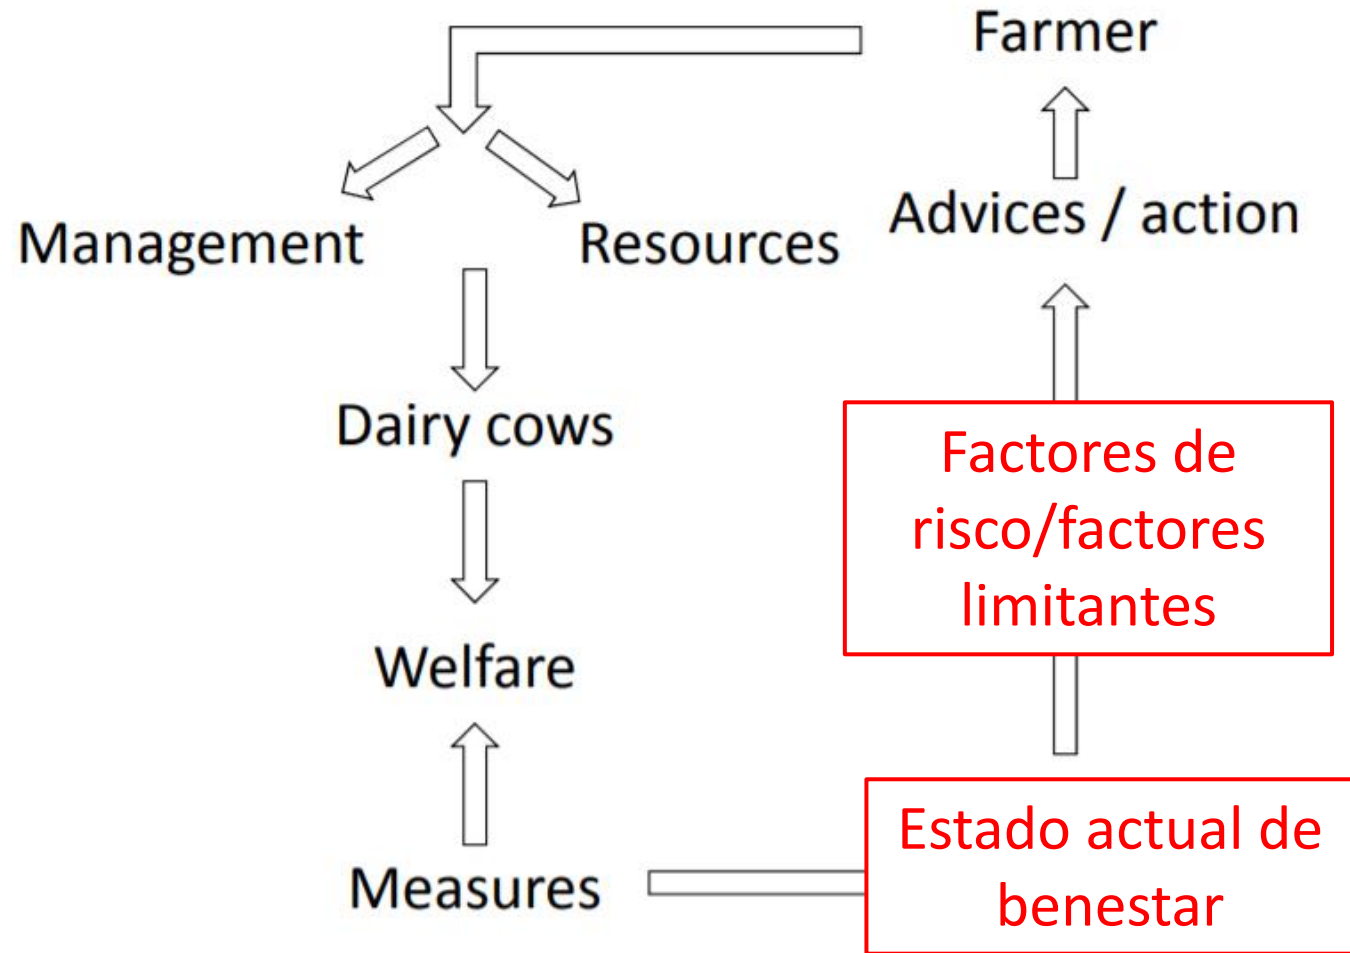 Farmer
Management
Resources
Advices / action
Dairy cows
Factores de
risco/factores
limitantes
Welfare
Estado actual de
benestar
Measures